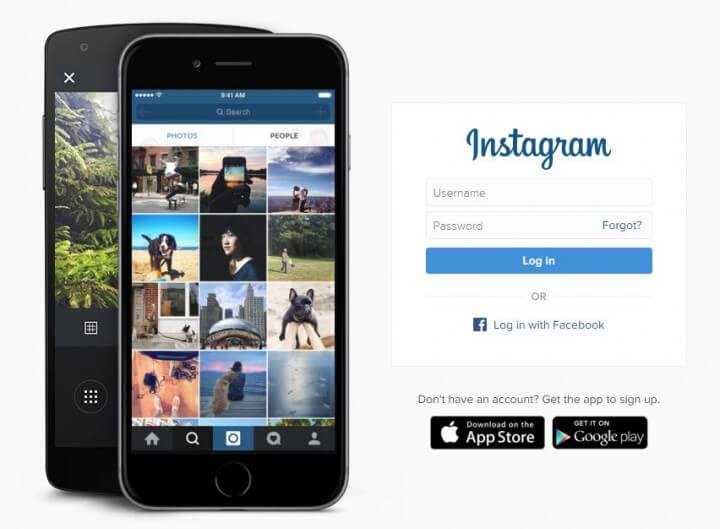 9:41 AM
Search
PHOTOS
PEOPLE
Instagram
Username
Password
Forgot?
Log in
OR
Log in with Facebook
Don't have an account? Get the app to sign up.
Download on the
App Store
GET IT ON
Google play